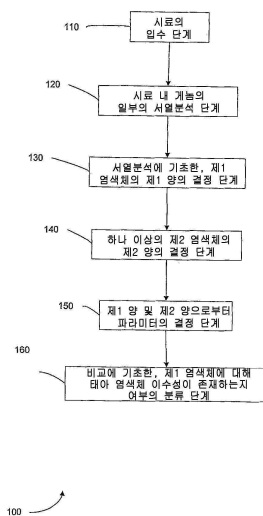 110
시료의
입수 단계
120
시료 내 게놈의
일부의 서열분석 단계
130
서열분석에 기초한, 제1
염색체의 제1 양의 결정 단계
140
하나 이상의 제2 염색체의
제2 양의 결정 단계
150
제1 양 및 제2 양으로부터
파라미터의 결정 단계
160
비교에 기초한, 제1 염색체에 대해
태아 염색체 이수성이 존재하는지
여부의 분류 단계
100